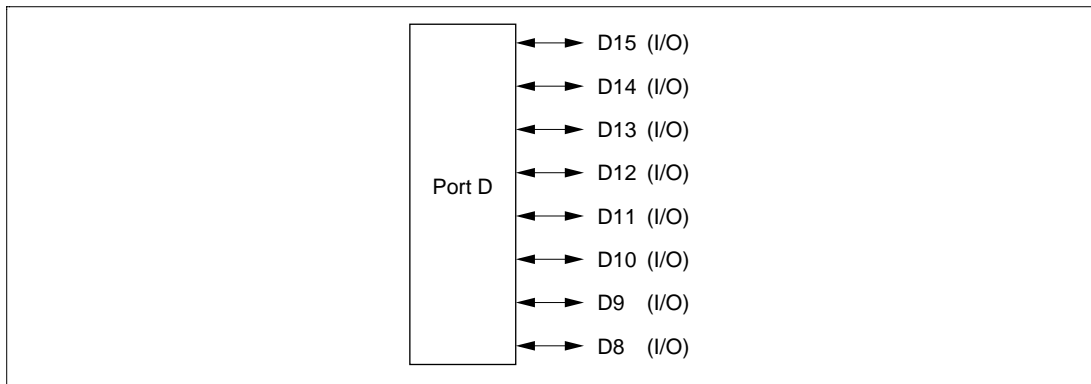 D15 (I/O)
D14 (I/O)
D13 (I/O)
D12 (I/O)
Port D
D11 (I/O)
D10 (I/O)
D9 (I/O)
D8 (I/O)